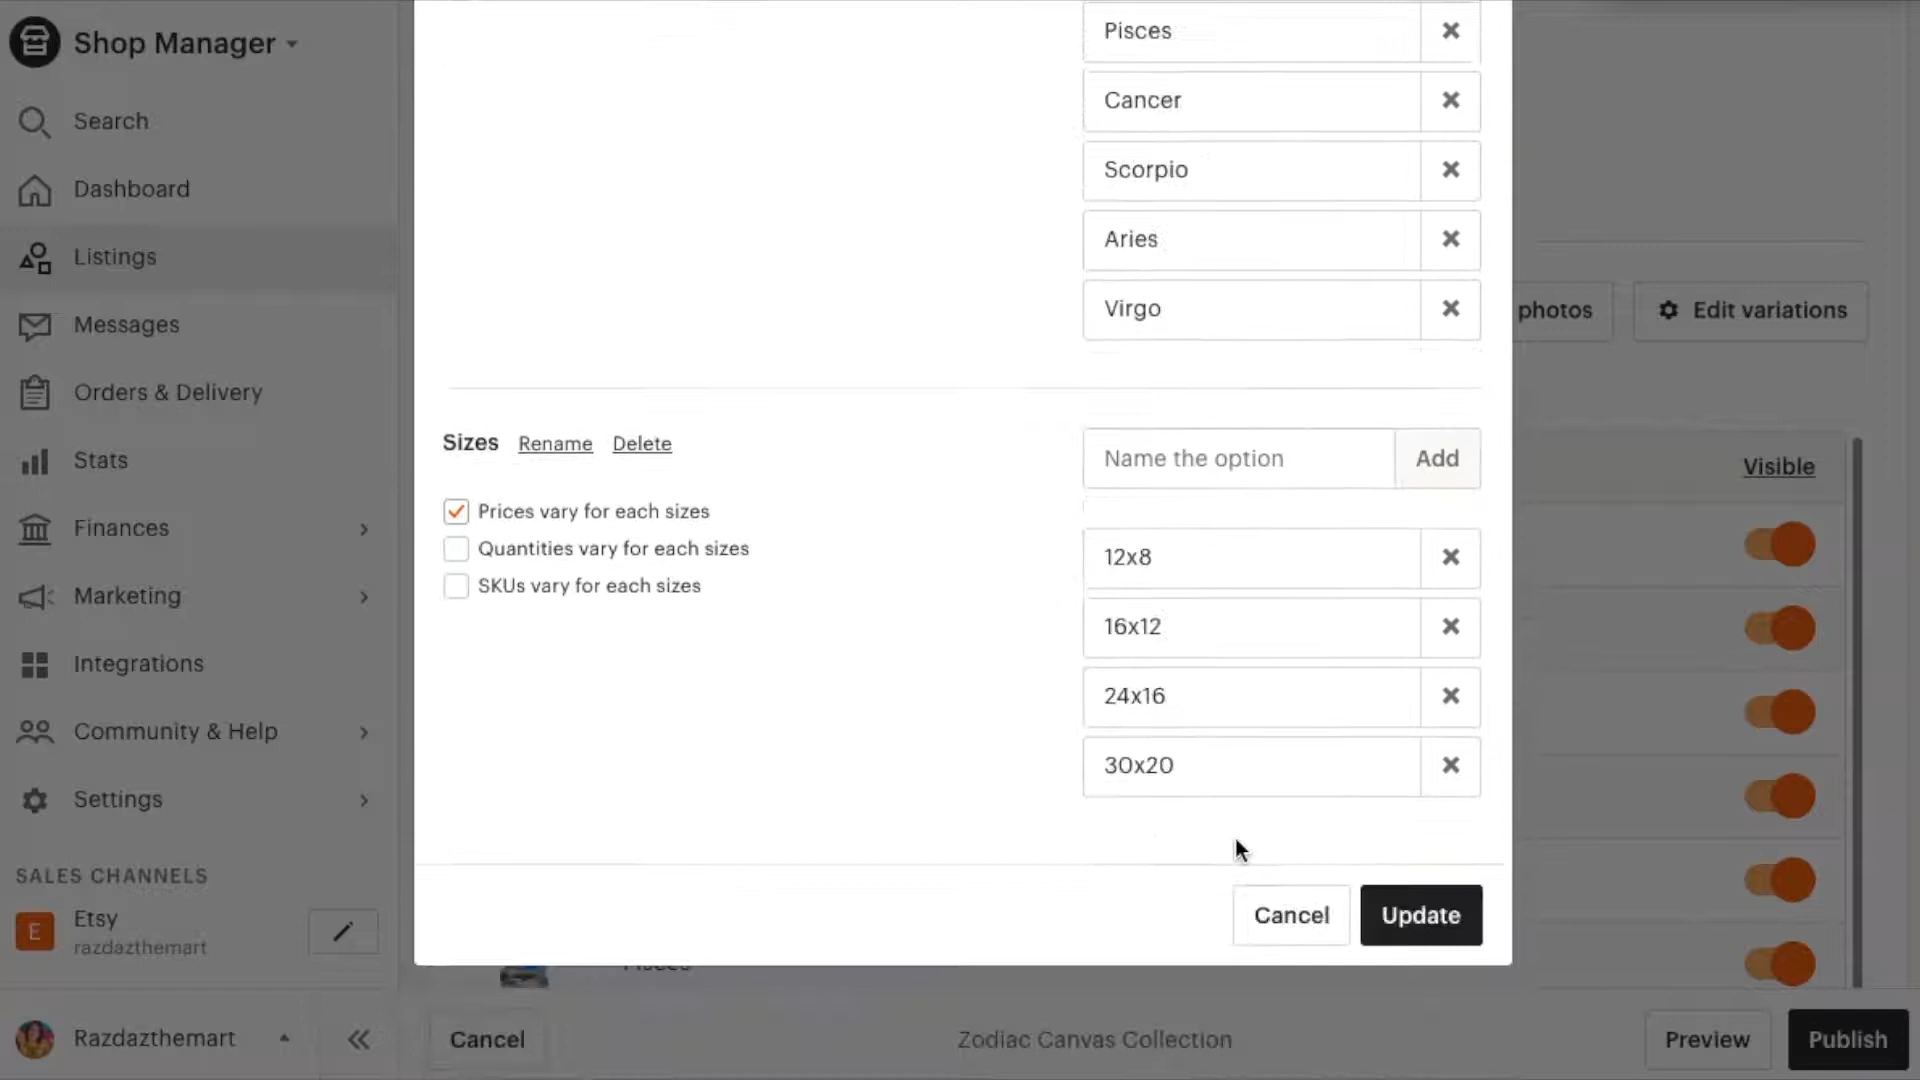 Shop Manager
Search
Dashboard
Listings
Messages
Orders & Delivery
Stats
Finances
Marketing
Integrations
Community & Help
Settings
SALES CHANNELS
E
Etsy
razdazthemart
Razdazthemart
Pisces
Cancer
Scorpio
Aries
Virgo
Sizes Rename Delete
Name the option Add
Prices vary for each sizes
Quantities vary for each sizes
SKUs vary for each sizes
12x8
16x12
24x16
30x20
Cancel Update
photos Edit variations
Visible
Pisces
Cancel Zodiac Canvas Collection Preview Publish